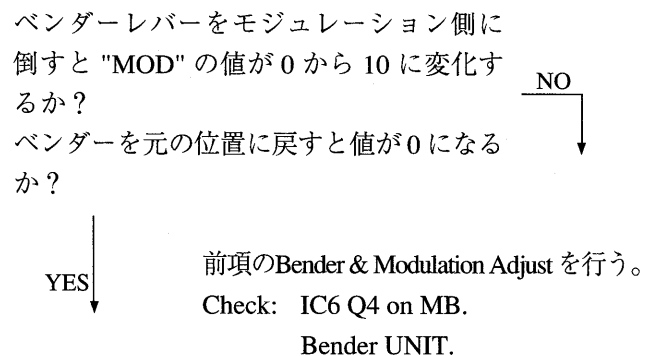 ベンダーレバーをモジュレーション側に
倒すと "MOD" の値が 0 から 10 に変化す
るか？
NO
ベンダーを元の位置に戻すと値が 0 になる
か？
YES
前項のBender & Modulation Adjust を行う。
Check: IC6 Q4 on MB.
Bender UNIT.